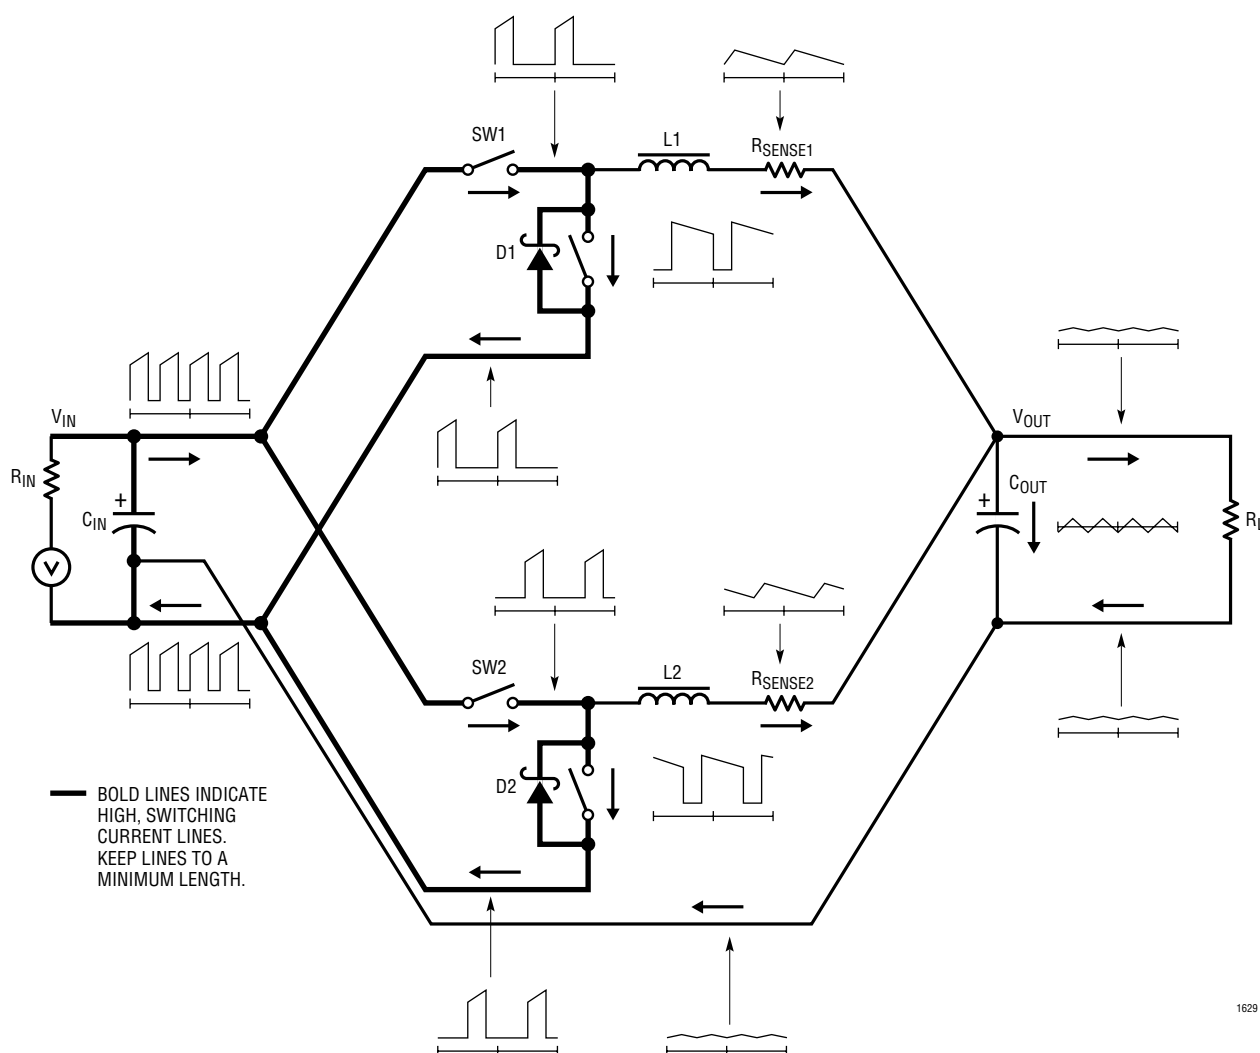 SW1
L1
RSENSE1
D1
VIN
VOUT
RIN
CIN
+
COUT
+
V
SW2
L2
RSENSE2
D2
BOLD LINES INDICATE
HIGH, SWITCHING
CURRENT LINES.
KEEP LINES TO A
MINIMUM LENGTH.
1629